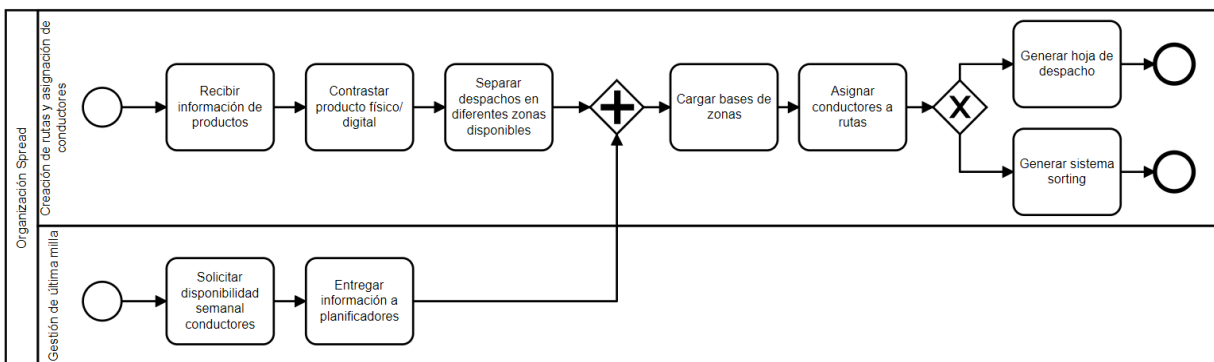 Organización Spread
Creación de rutas y asignación de
conductores
Recibir
información de
productos
Contrastar
producto físico/
digital
Separar
despachos en
diferentes zonas
disponibles
Cargar bases de
zonas
Asignar
conductores a
rutas
X
Generar hoja de
despacho
Generar sistema
sorting
Gestión de última milla
Solicitar
disponibilidad
semanal
conductores
Entregar
información a
planificadores